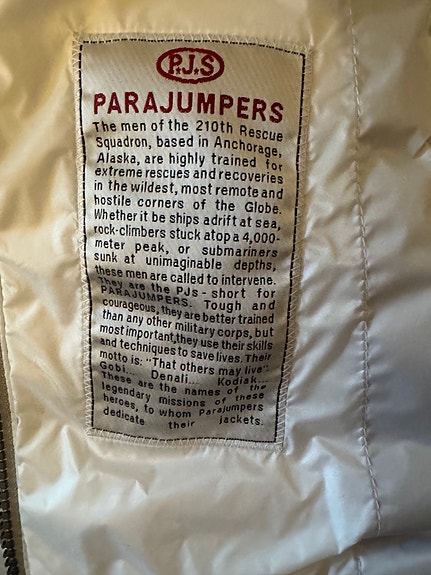 P.J.S
PARAJUMPERS
The men of the 210th Rescue
Squadron, based in Anchorage,
Alaska, are highly trained for
extreme rescues and recoveries
in the wildest, most remote and
hostile corners of the Globe.
Whether it be ships adrift at sea,
rock-climbers stuck atop a 4,000-
meter peak, or submariners
sunk at unimaginable depths,
these men are called to intervene.
They are the PJS - short for
PARAJUMPERS. Tough and
courageous, they are better trained
than any other military corps, but
most important,they use their skills
and techniques to save lives. Their
motto is: "That others may live"
Gobi... Denali... Kodiak...
These are the names of the
legendary missions of these
heroes, to whom Parajumpers
dedicate their jackets.